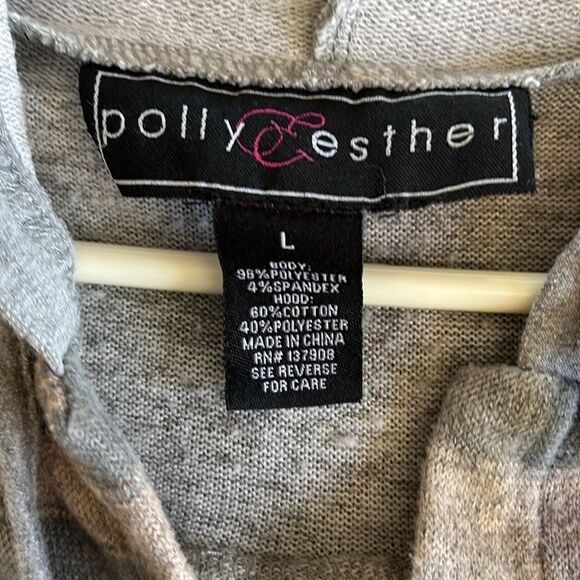 polly & esther
L
BODY:
96%POLYESTER
4%SPANDEX
HOOD:
60%COTTON
40%POLYESTER
MADE IN CHINA
RN# 137908
SEE REVERSE
FOR CARE